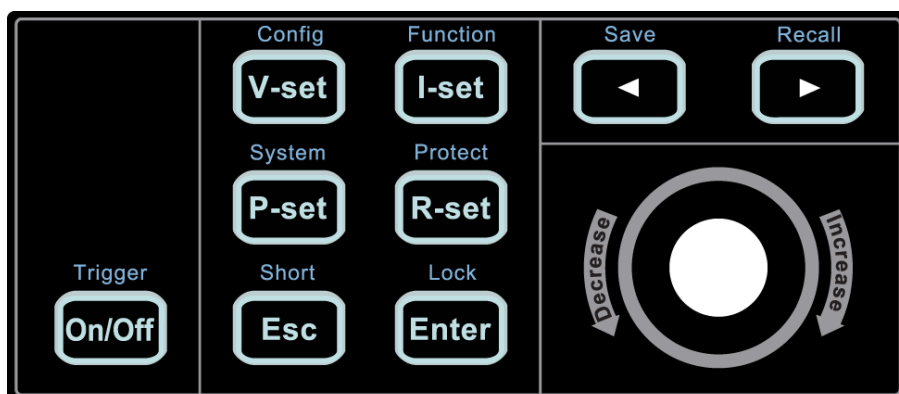 Config Function Save Recall
V-set I-set
System Protect
P-set R-set
Decrease Increase
Trigger Short Lock
On/Off Esc Enter